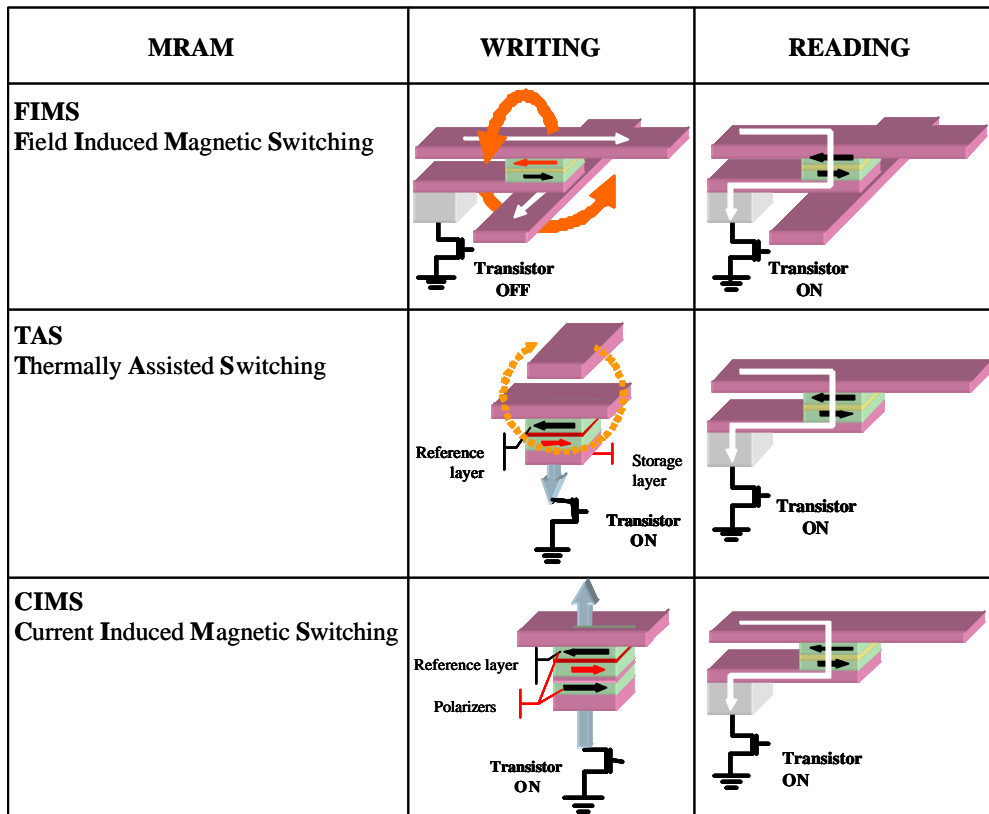 MRAM
WRITING
READING
FIMS
Field Induced Magnetic Switching
Transistor
OFF
Transistor
ON
TAS
Thermally Assisted Switching
Reference
layer
Storage
layer
Transistor
ON
Transistor
ON
CIMS
Current Induced Magnetic Switching
Reference layer
Polarizers
Transistor
ON
Transistor
ON